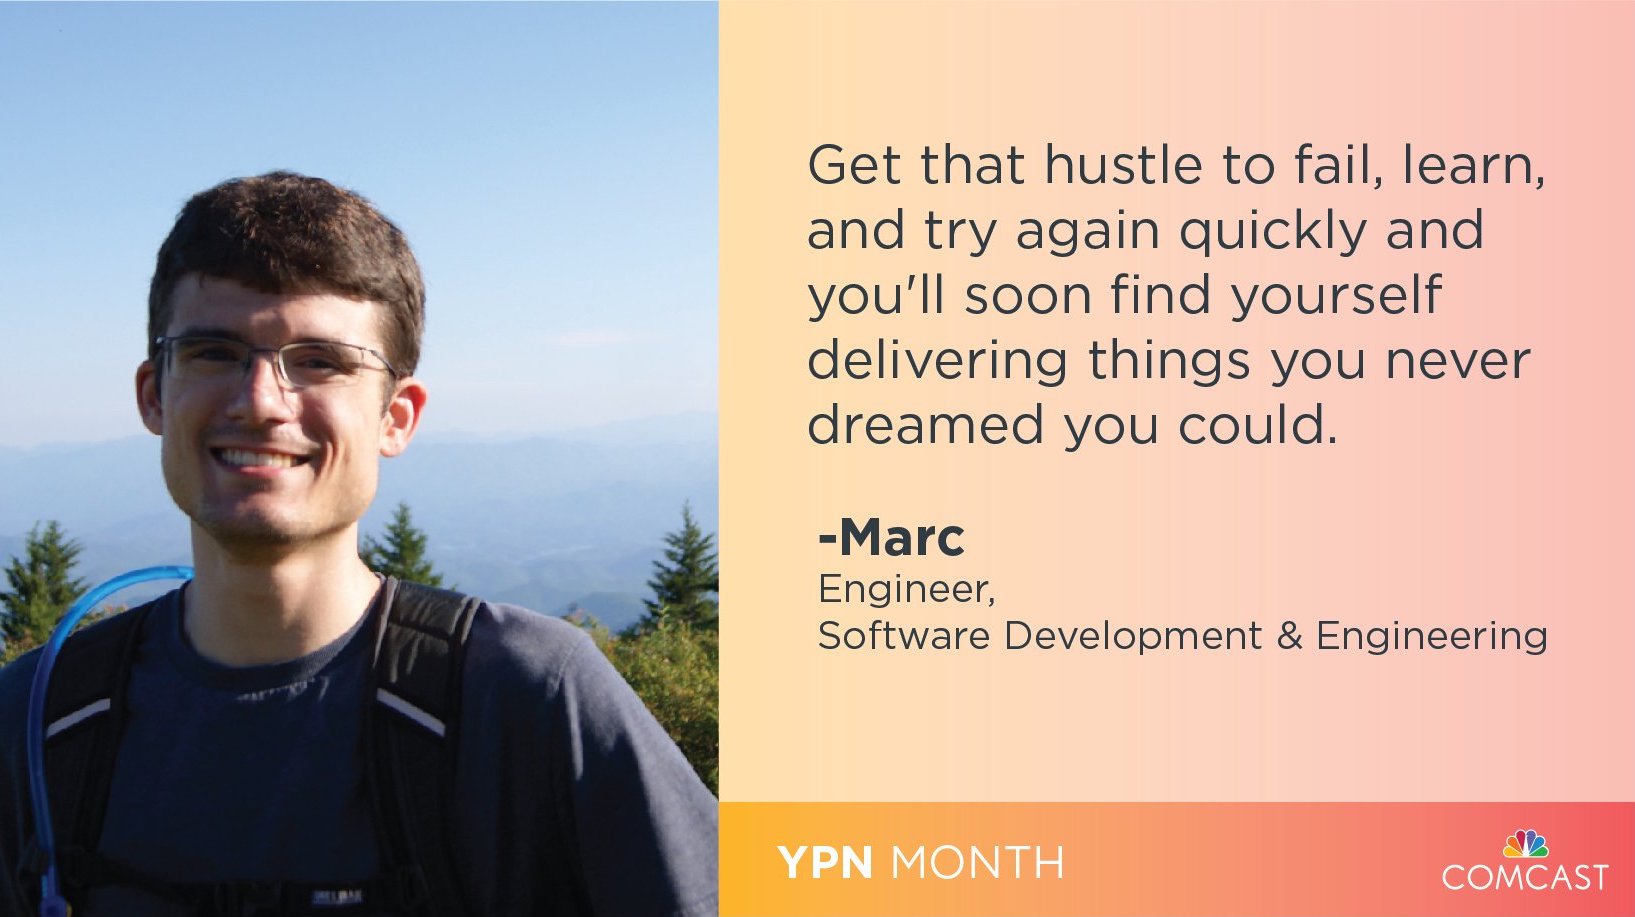 Get that hustle to fail, learn,
and try again quickly and
you'll soon find yourself
delivering things you never
dreamed you could.
-Marc
Engineer,
Software Development & Engineering
YPN MONTH
COMCAST